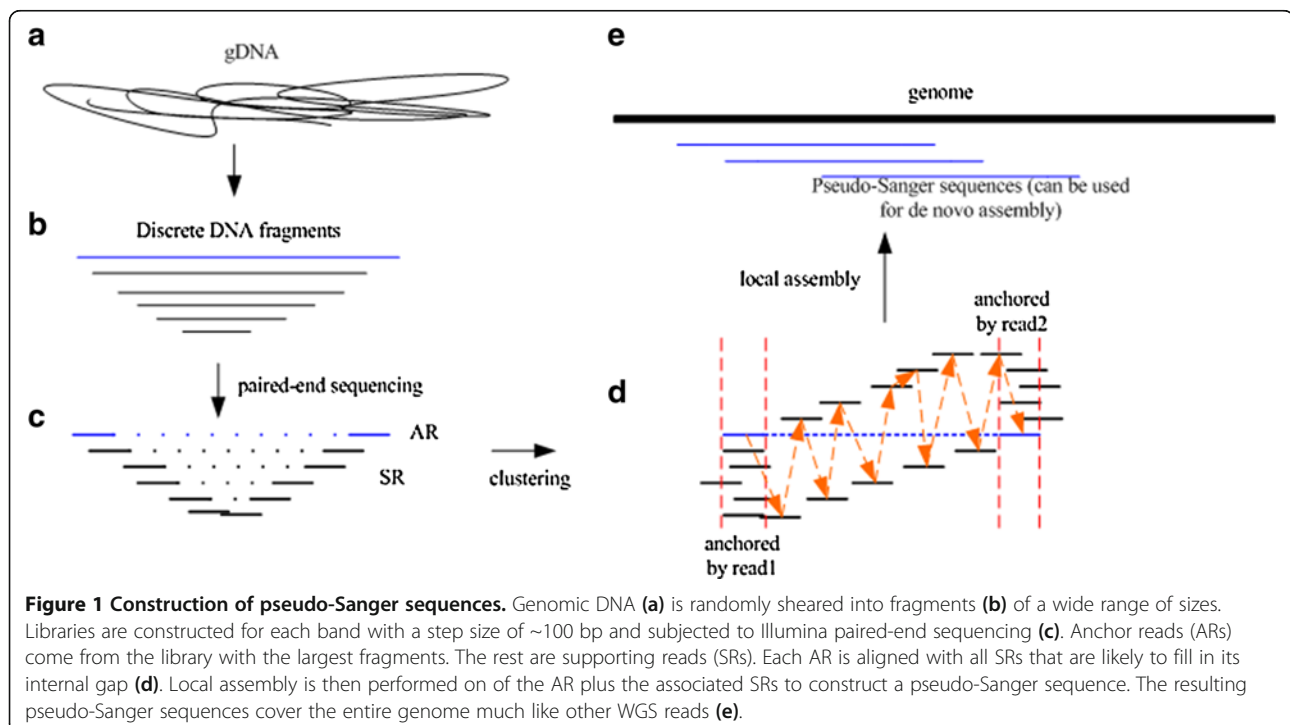 a
gDNA
b
Discrete DNA fragments
paired-end sequencing
c
AR
SR
clustering
e
genome
Pseudo-Sanger sequences (can be used
for de novo assembly)
local assembly
anchored
by read2
d
anchored
by read1
Figure 1 Construction of pseudo-Sanger sequences. Genomic DNA (a) is randomly sheared into fragments (b) of a wide range of sizes.
Libraries are constructed for each band with a step size of ~100 bp and subjected to Illumina paired-end sequencing (c). Anchor reads (ARs)
come from the library with the largest fragments. The rest are supporting reads (SRs). Each AR is aligned with all SRs that are likely to fill in its
internal gap (d). Local assembly is then performed on of the AR plus the associated SRs to construct a pseudo-Sanger sequence. The resulting
pseudo-Sanger sequences cover the entire genome much like other WGS reads (e).